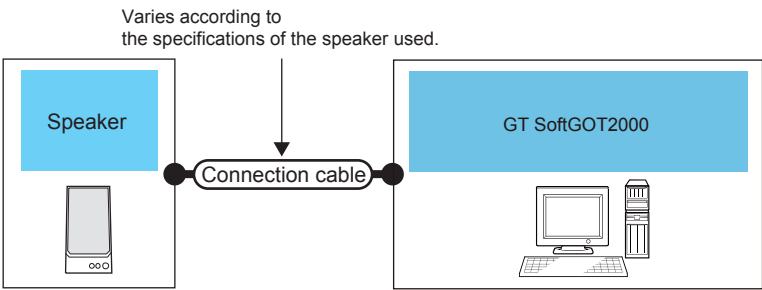 Varies according to
the specifications of the speaker used.
Speaker
GT SoftGOT2000
Connection cable